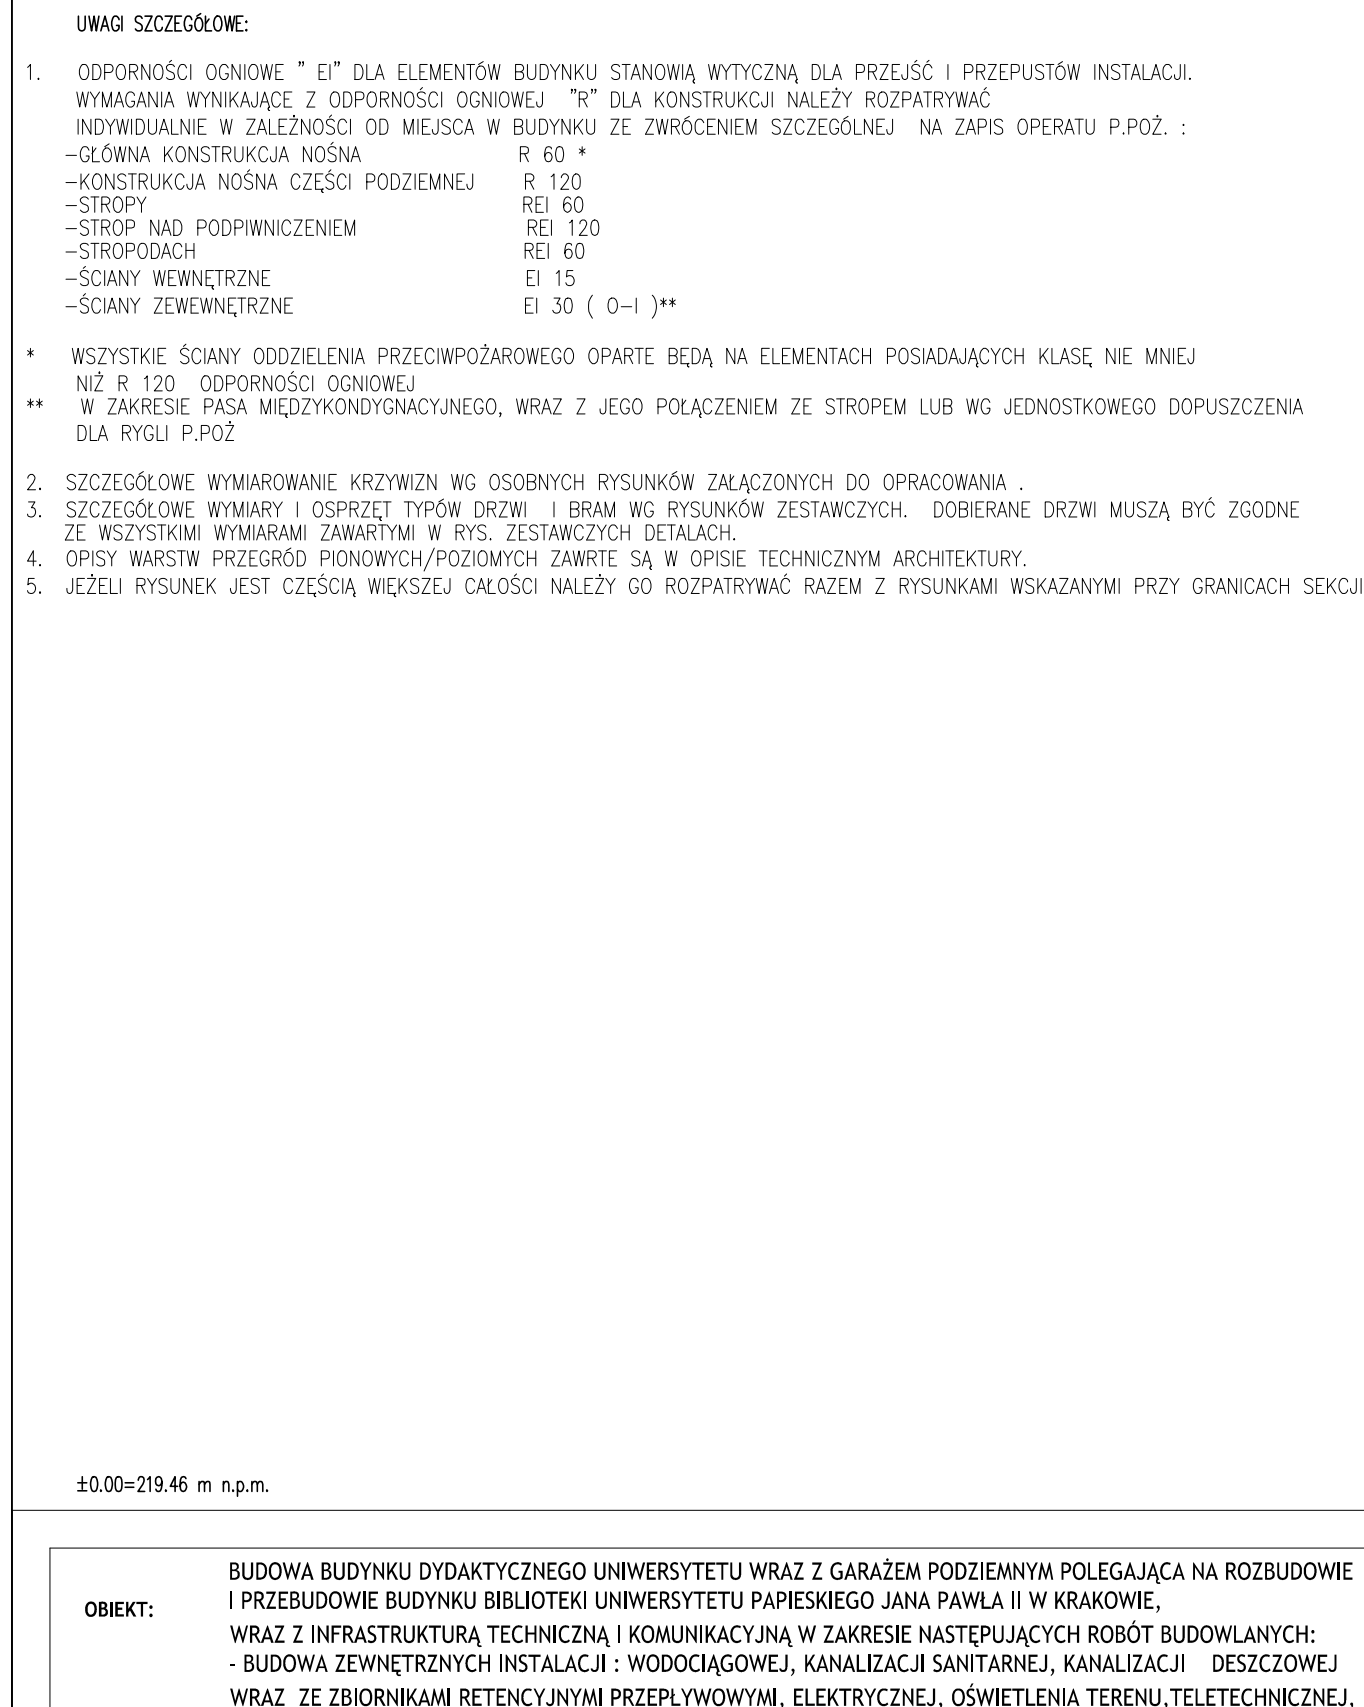 UWAGI SZCZEGÓŁOWE:
1. ODPORNOŚCI OGNIOWE " EI" DLA ELEMENTÓW BUDYNKU STANOWIĄ WYTYCZNĄ DLA PRZEJŚĆ I PRZEPUSTÓW INSTALACJI.
WYMAGANIA WYNIKAJĄCE Z ODPORNOŚCI OGNIOWEJ "R" DLA KONSTRUKCJI NALEŻY ROZPATRYWAĆ
INDYWIDUALNIE W ZALEŻNOŚCI OD MIEJSCA W BUDYNKU ZE ZWRÓCENIEM SZCZEGÓLNEJ NA ZAPIS OPERATU P.POŻ. :
-GŁÓWNA KONSTRUKCJA NOŚNA R 60 *
-KONSTRUKCJA NOŚNA CZĘŚCI PODZIEMNEJ R 120
-STROPY REI 60
-STROP NAD PODPIWNICZENIEM REI 120
-STROPODACH REI 60
-ŚCIANY WEWNĘTRZNE EI 15
-ŚCIANY ZEWEWNĘTRZNE EI 30 ( O-I )**
* WSZYSTKIE ŚCIANY ODDZIELENIA PRZECIWPOŻAROWEGO OPARTE BĘDĄ NA ELEMENTACH POSIADAJĄCYCH KLASĘ NIE MNIEJ
NIŻ R 120 ODPORNOŚCI OGNIOWEJ
** W ZAKRESIE PASA MIĘDZYKONDYGNACYJNEGO, WRAZ Z JEGO POŁĄCZENIEM ZE STROPEM LUB WG JEDNOSTKOWEGO DOPUSZCZENIA
DLA RYGLI P.POŻ
2. SZCZEGÓŁOWE WYMIAROWANIE KRZYWIZN WG OSOBNYCH RYSUNKÓW ZAŁĄCZONYCH DO OPRACOWANIA .
3. SZCZEGÓŁOWE WYMIARY I OSPRZĘT TYPÓW DRZWI I BRAM WG RYSUNKÓW ZESTAWCZYCH. DOBIERANE DRZWI MUSZĄ BYĆ ZGODNE
ZE WSZYSTKIMI WYMIARAMI ZAWARTYMI W RYS. ZESTAWCZYCH DETALACH.
4. OPISY WARSTW PRZEGRÓD PIONOWYCH/POZIOMYCH ZAWRTE SĄ W OPISIE TECHNICZNYM ARCHITEKTURY.
5. JEŻELI RYSUNEK JEST CZĘŚCIĄ WIĘKSZEJ CAŁOŚCI NALEŻY GO ROZPATRYWAĆ RAZEM Z RYSUNKAMI WSKAZANYMI PRZY GRANICACH SEKCJI
±0.00=219.46 m n.p.m.
OBIEKT:
BUDOWA BUDYNKU DYDAKTYCZNEGO UNIWERSYTETU WRAZ Z GARAŻEM PODZIEMNYM POLEGAJĄCA NA ROZBUDOWIE
I PRZEBUDOWIE BUDYNKU BIBLIOTEKI UNIWERSYTETU PAPIESKIEGO JANA PAWŁA II W KRAKOWIE,
WRAZ Z INFRASTRUKTURĄ TECHNICZNĄ I KOMUNIKACYJNĄ W ZAKRESIE NASTĘPUJĄCYCH ROBÓT BUDOWLANYCH:
- BUDOWA ZEWNĘTRZNYCH INSTALACJI : WODOCIĄGOWEJ, KANALIZACJI SANITARNEJ, KANALIZACJI DESZCZOWEJ
WRAZ ZE ZBIORNIKAMI RETENCYJNYMI PRZEPŁYWOWYMI, ELEKTRYCZNEJ, OŚWIETLENIA TERENU,TELETECHNICZNEJ,